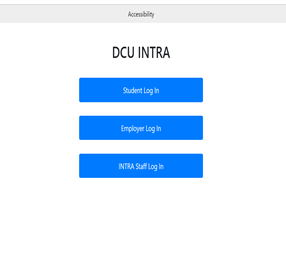 Accessibility
DCU INTRA
Student Log In
Employer Log In
INTRA Staff Log In